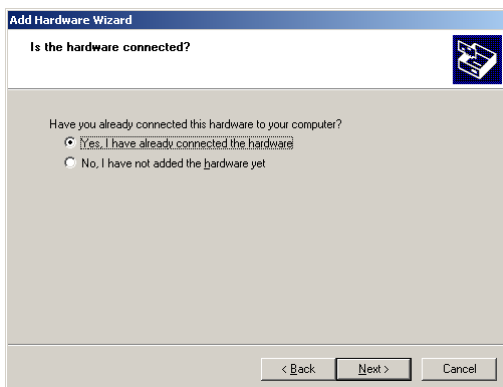 Add Hardware Wizard
Is the hardware connected?
Have you already connected this hardware to your computer?
Yes, I have already connected the hardware
No, I have not added the hardware yet
< Back Next > Cancel